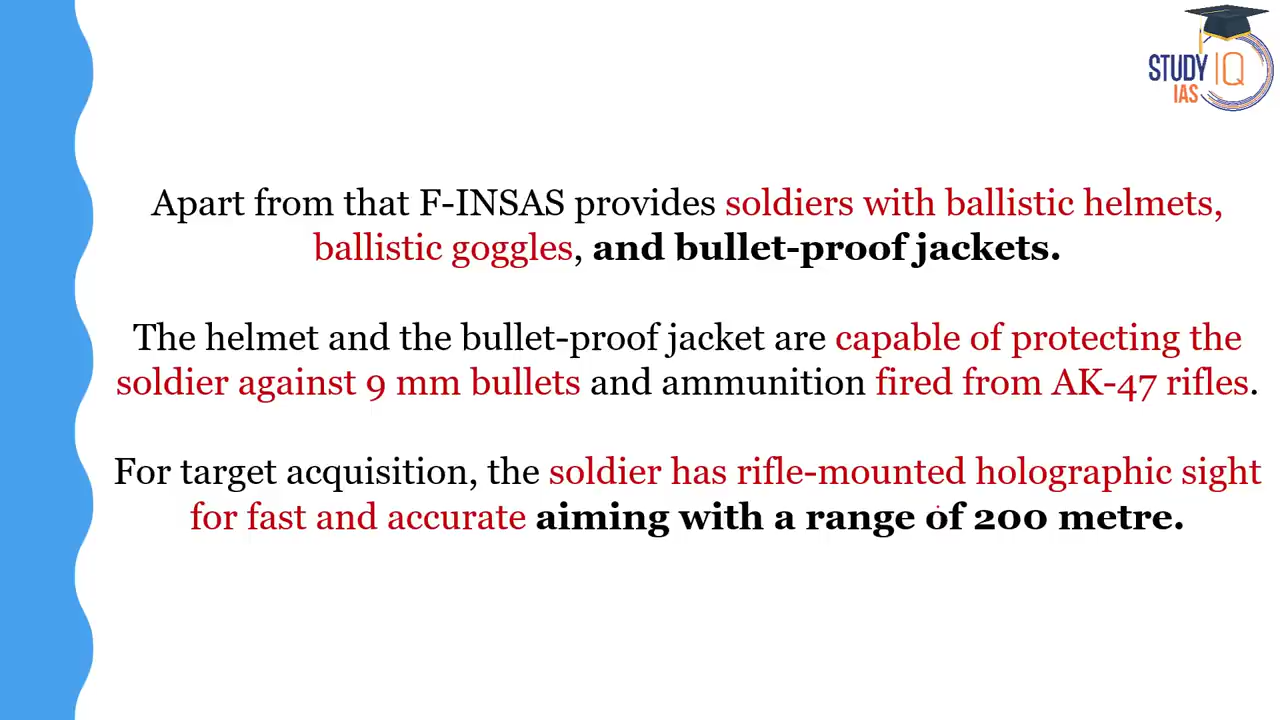 STUDY IQ
IAS
Apart from that F-INSAS provides soldiers with ballistic helmets,
ballistic goggles, and bullet-proof jackets.
The helmet and the bullet-proof jacket are capable of protecting the
soldier against 9 mm bullets and ammunition fired from AK-47 rifles.
For target acquisition, the soldier has rifle-mounted holographic sight
for fast and accurate aiming with a range of 200 metre.